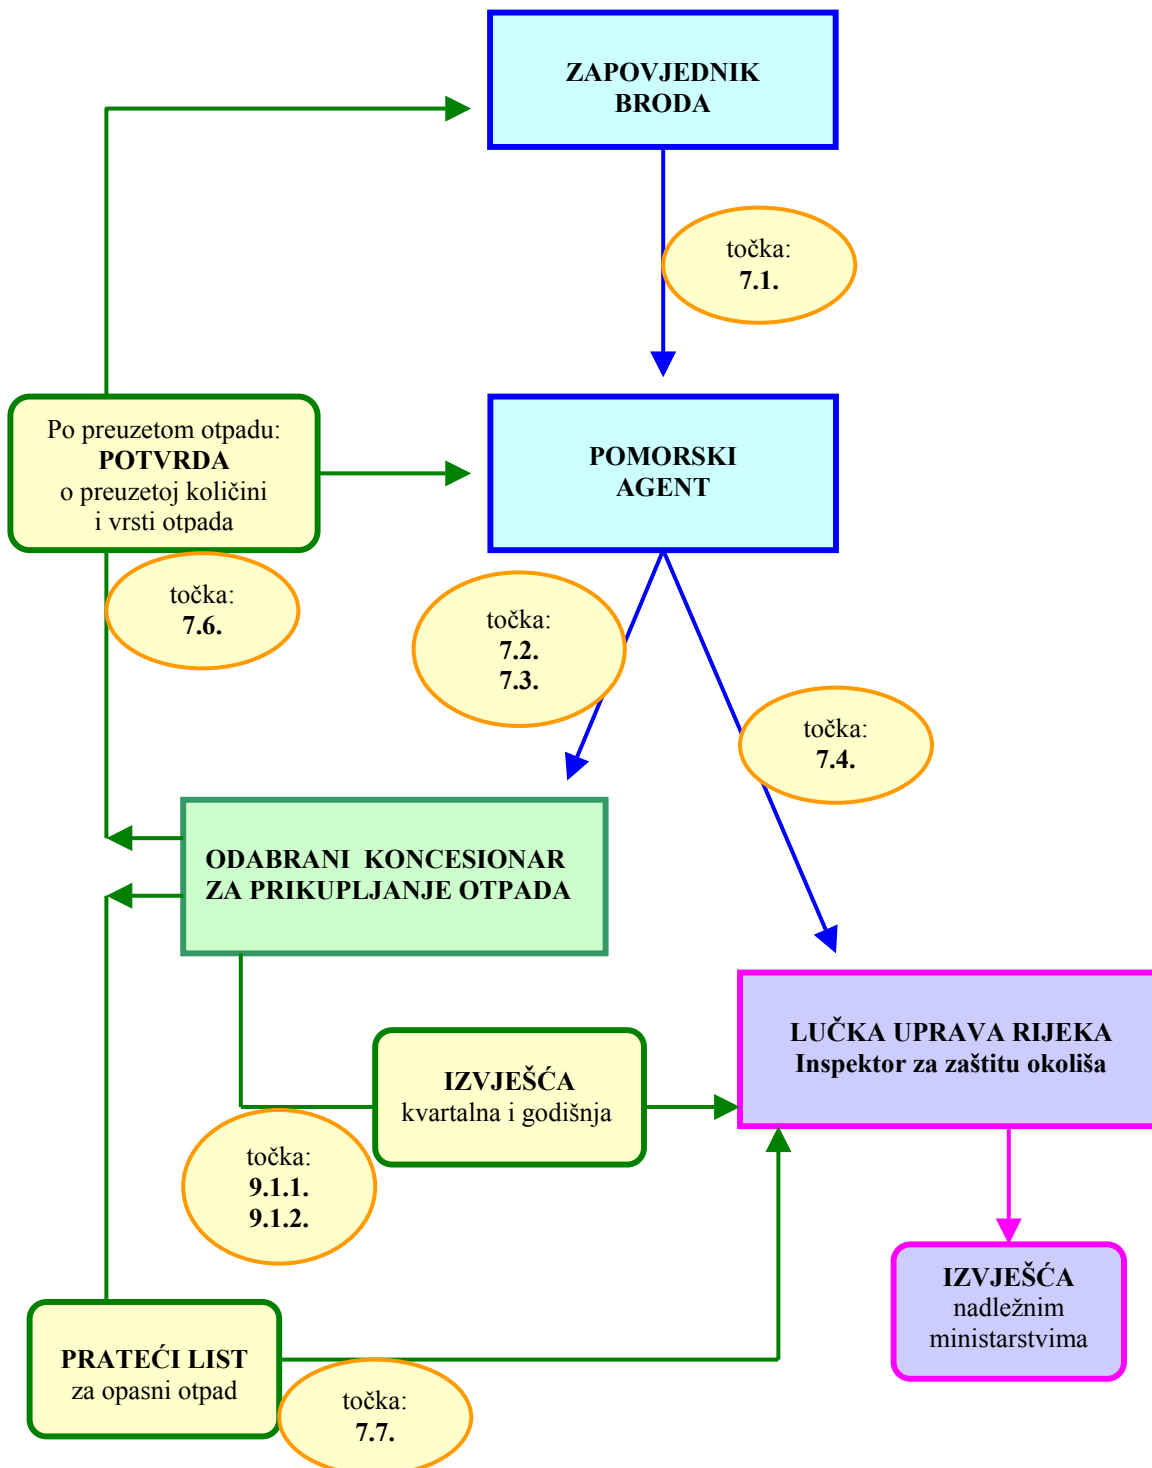 ZAPOVJEDNIK
BRODA
točka:
7.1.
Po preuzetom otpadu:
POTVRDA
o preuzetoj količini
i vrsti otpada
POMORSKI
AGENT
točka:
7.6.
točka:
7.2.
7.3.
točka:
7.4.
ODABRANI KONCESIONAR
ZA PRIKUPLJANJE OTPADA
LUČKA UPRAVA RIJEKA
Inspektor za zaštitu okoliša
IZVJEŠĆA
kvartalna i godišnja
točka:
9.1.1.
9.1.2.
IZVJEŠĆA
nadležnim
ministarstvima
PRATEĆI LIST
za opasni otpad
točka:
7.7.